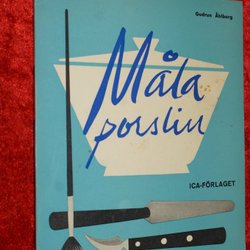 Gudrun Åhlberg
Måla
porslin
ICA-FÖRLAGET